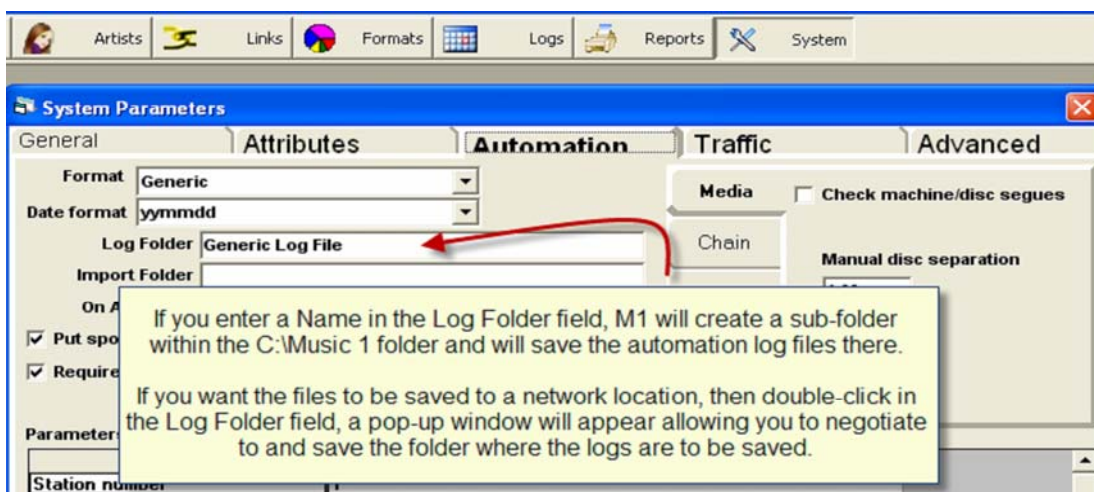 Artists Links Formats Logs Reports System
System Parameters
General Attributes Automation Traffic Advanced
Format Generic
Date format yymmdd
Log Folder Generic Log File
Import Folder
On A
Put spo
Require
Parameter
Station number
Media
Chain
Check machine/disc segues
Manual disc separation
If you enter a Name in the Log Folder field, M1 will create a sub-folder
within the C:\Music 1 folder and will save the automation log files there.
If you want the files to be saved to a network location, then double-click in
the Log Folder field, a pop-up window will appear allowing you to negotiate
to and save the folder where the logs are to be saved.